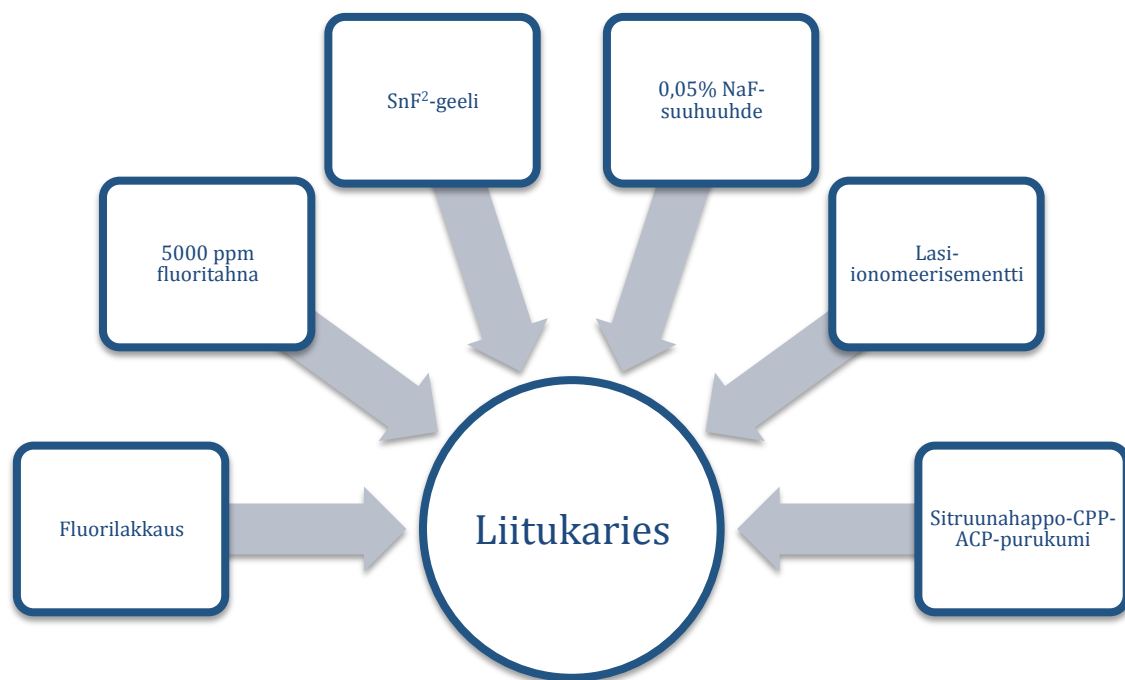 SnF²-geeli
0,05% NaF-
suuhuuhde
5000 ppm
fluoritahna
Lasi-
ionomeerisementti
Fluorilakkaus
Liitukaries
Sitruunahappo-CPP-
ACP-purukumi